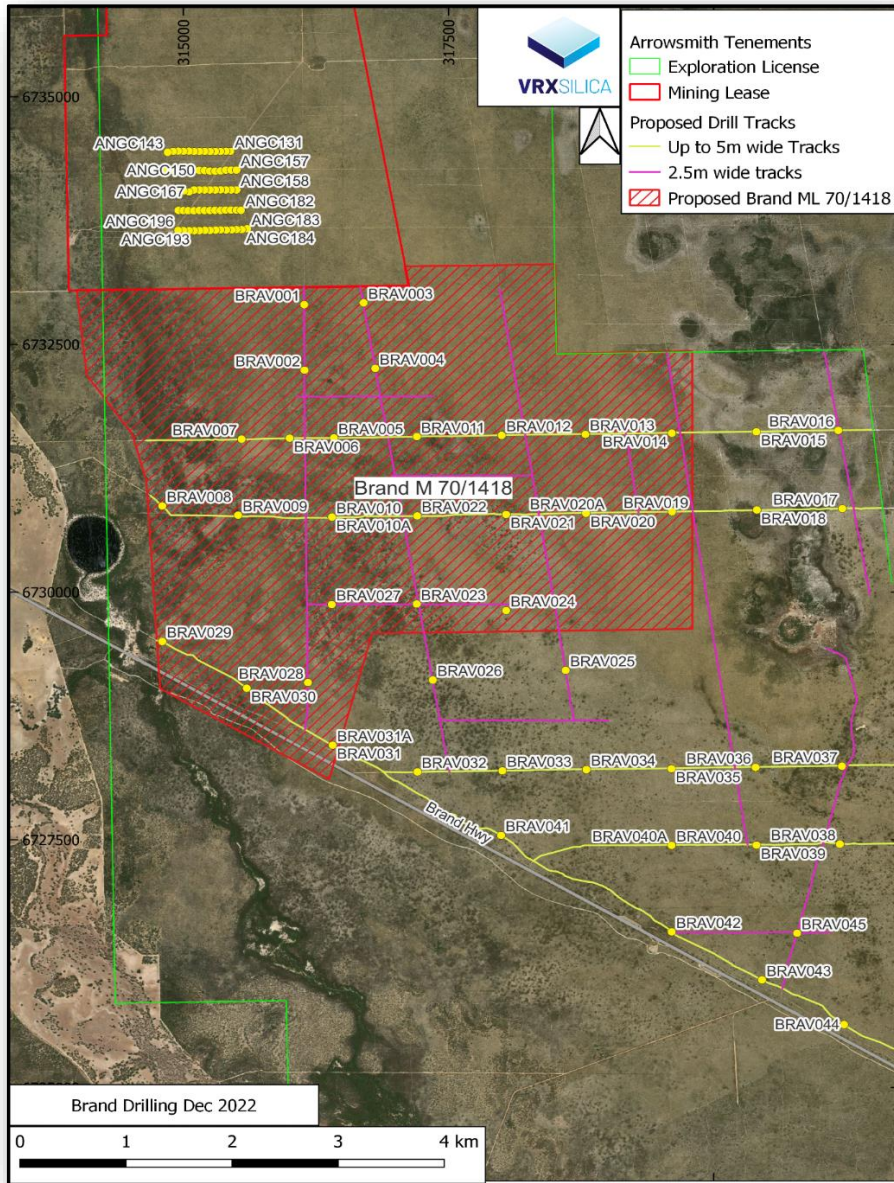 315000
317500
6735000
6732500
6730000
6727500
VRXSILICA
Arrowsmith Tenements
Exploration License
Mining Lease
Proposed Drill Tracks
Up to 5m wide Tracks
2.5m wide tracks
Proposed Brand ML 70/1418
ANGC143 ANGC131
ANGC150 ANGC157
ANGC167 ANGC158
ANGC182
ANGC196 ANGC183
ANGC193 ANGC184
BRAV001 BRAV003
BRAV002 BRAV004
BRAV007 BRAV005 BRAV011 BRAV012 BRAV013 BRAV016
BRAV006 BRAV014 BRAV015
Brand M 70/1418
BRAV008 BRAV009 BRAV010 BRAV022 BRAV020A BRAV019 BRAV017
BRAV010A BRAV021 BRAV020 BRAV018
BRAV027 BRAV023 BRAV024
BRAV029
BRAV028 BRAV026 BRAV025
BRAV030
BRAV031A
BRAV031
BRAV032 BRAV033 BRAV034 BRAV036 BRAV037
BRAV035
Brand Hwy
BRAV041 BRAV040A BRAV040 BRAV038
BRAV039
BRAV042 BRAV045
BRAV043
BRAV044
Brand Drilling Dec 2022
0 1 2 3 4 km